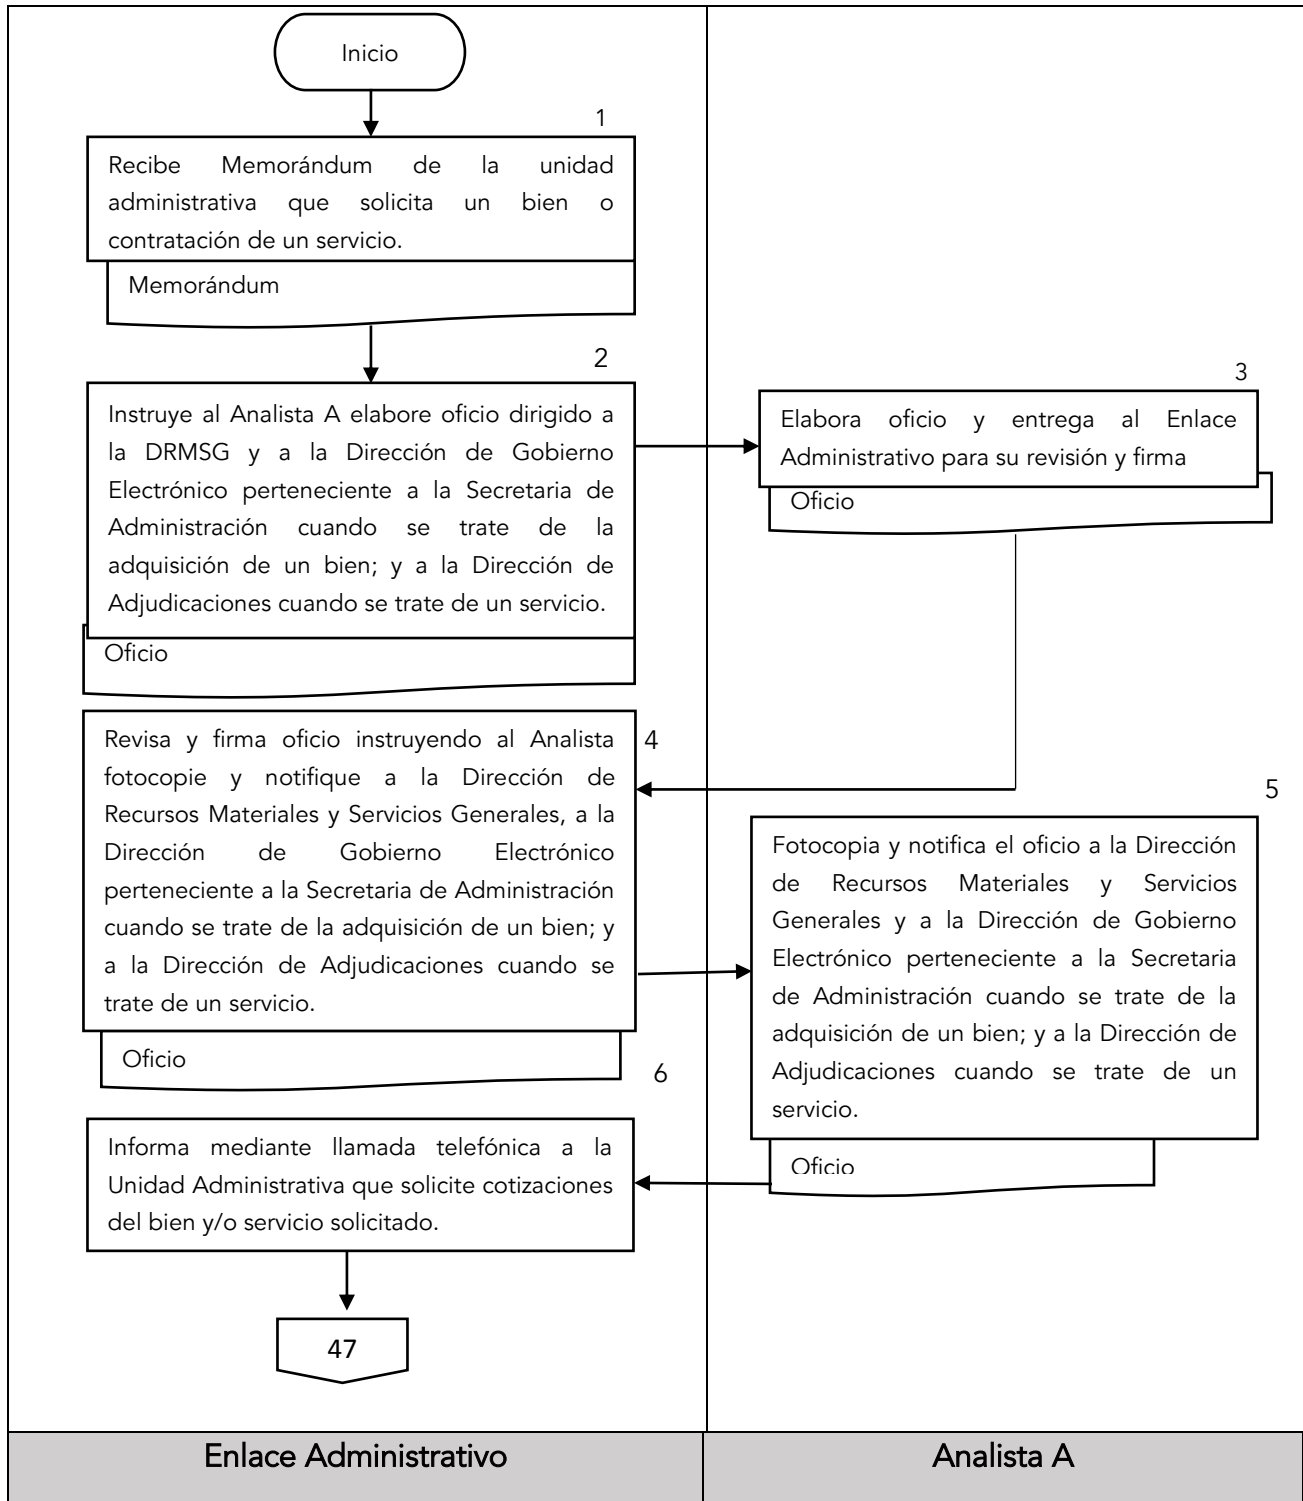 Inicio
1
Recibe Memorándum de la unidad
administrativa que solicita un bien o
contratación de un servicio.
Memorándum
2
Instruye al Analista A elabore oficio dirigido a
la DRMSG y a la Dirección de Gobierno
Electrónico perteneciente a la Secretaria de
Administración cuando se trate de la
adquisición de un bien; y a la Dirección de
Adjudicaciones cuando se trate de un servicio.
Oficio
3
Elabora oficio y entrega al Enlace
Administrativo para su revisión y firma
Oficio
4
Revisa y firma oficio instruyendo al Analista
fotocopie y notifique a la Dirección de
Recursos Materiales y Servicios Generales, a la
Dirección de Gobierno Electrónico
perteneciente a la Secretaria de Administración
cuando se trate de la adquisición de un bien; y
a la Dirección de Adjudicaciones cuando se
trate de un servicio.
Oficio
5
Fotocopia y notifica el oficio a la Dirección
de Recursos Materiales y Servicios
Generales y a la Dirección de Gobierno
Electrónico perteneciente a la Secretaria
de Administración cuando se trate de la
adquisición de un bien; y a la Dirección de
Adjudicaciones cuando se trate de un
servicio.
Oficio
6
Informa mediante llamada telefónica a la
Unidad Administrativa que solicite cotizaciones
del bien y/o servicio solicitado.
47
Enlace Administrativo
Analista A